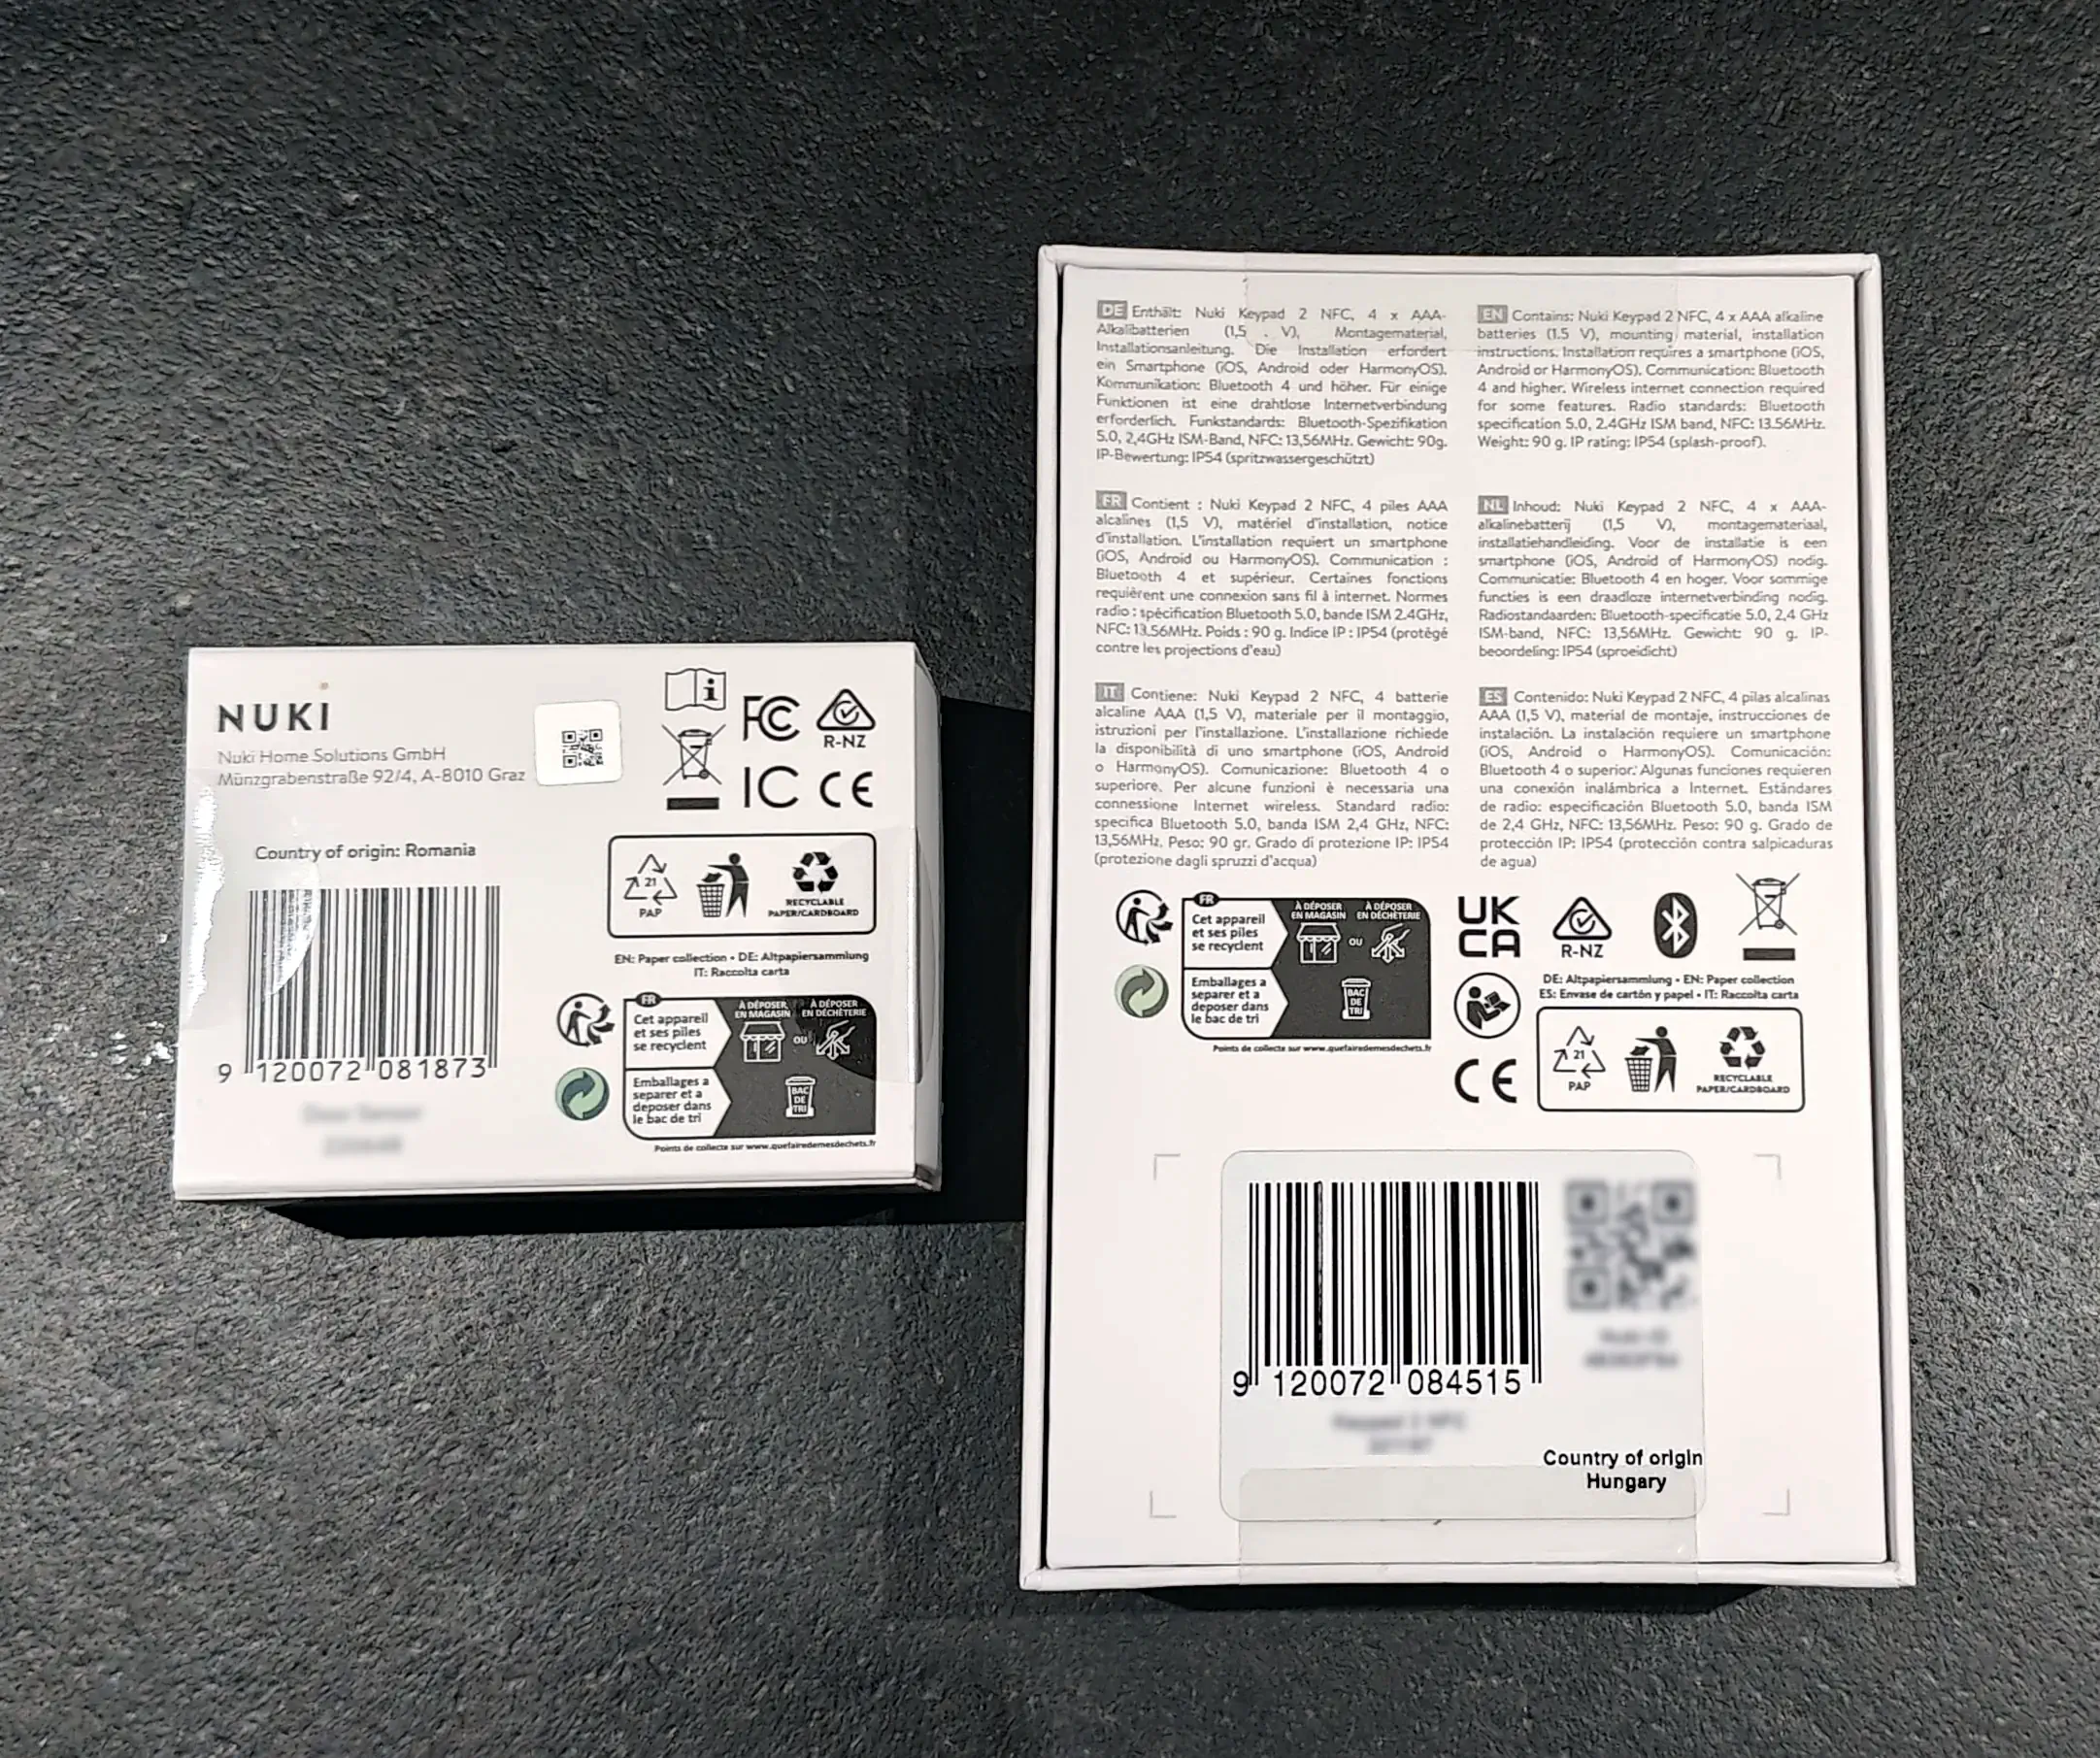 NUKI
Nuki Home Solutions GmbH
Münzgrabenstraße 92/4, A-8010 Graz
FC
R-NZ
IC CE
Country of origin: Romania
21
PAP
RECYCLABLE
PAPER/CARDBOARD
EN: Paper collection • DE: Altpapiersammlung
IT: Raccolta carta
9 120072 081873
FR
Cet appareil
et ses piles
se recyclent
À DÉPOSER
EN MAGASIN
OU
À DÉPOSER
EN DÉCHÈTERIE
Emballages a
separer et a
deposer dans
le bac de tri
BAC
DE
TRI
Points de collecte sur www.quefairedemesdechets.fr
DE Enthält: Nuki Keypad 2 NFC, 4 x AAA-
Alkalibatterien (1,5 V), Montagematerial,
Installationsanleitung. Die Installation erfordert
ein Smartphone (iOS, Android oder HarmonyOS).
Kommunikation: Bluetooth 4 und höher. Für einige
Funktionen ist eine drahtlose Internetverbindung
erforderlich. Funkstandards: Bluetooth-Spezifikation
5.0, 2,4GHz ISM-Band, NFC: 13,56MHz. Gewicht: 90g.
IP-Bewertung: IP54 (spritzwassergeschützt)
EN Contains: Nuki Keypad 2 NFC, 4 x AAA alkaline
batteries (1.5 V), mounting material, installation
instructions. Installation requires a smartphone (iOS,
Android or HarmonyOS). Communication: Bluetooth
4 and higher. Wireless internet connection required
for some features. Radio standards: Bluetooth
specification 5.0, 2.4GHz ISM band, NFC: 13.56MHz.
Weight: 90 g. IP rating: IP54 (splash-proof).
FR Contient : Nuki Keypad 2 NFC, 4 piles AAA
alcalines (1,5 V), matériel d'installation, notice
d'installation. L'installation requiert un smartphone
(iOS, Android ou HarmonyOS). Communication :
Bluetooth 4 et supérieur. Certaines fonctions
requièrent une connexion sans fil à internet. Normes
radio : spécification Bluetooth 5.0, bande ISM 2.4GHz,
NFC: 13.56MHz. Poids : 90 g. Indice IP : IP54 (protégé
contre les projections d'eau)
NL Inhoud: Nuki Keypad 2 NFC, 4 x AAA-
alkalinebatterij (1,5 V), montagemateriaal,
installatiehandleiding. Voor de installatie is een
smartphone (iOS, Android of HarmonyOS) nodig.
Communicatie: Bluetooth 4 en hoger. Voor sommige
functies is een draadloze internetverbinding nodig.
Radiostandaarden: Bluetooth-specificatie 5.0, 2,4 GHz
ISM-band, NFC: 13,56MHz. Gewicht: 90 g. IP-
beoordeling: IP54 (sproeidicht)
IT Contiene: Nuki Keypad 2 NFC, 4 batterie
alcaline AAA (1,5 V), materiale per il montaggio,
istruzioni per l'installazione. L'installazione richiede
la disponibilità di uno smartphone (iOS, Android
o HarmonyOS). Comunicazione: Bluetooth 4 o
superiore. Per alcune funzioni è necessaria una
connessione Internet wireless. Standard radio:
specifica Bluetooth 5.0, banda ISM 2,4 GHz, NFC:
13,56MHz. Peso: 90 gr. Grado di protezione IP: IP54
(protezione dagli spruzzi d'acqua)
ES Contenido: Nuki Keypad 2 NFC, 4 pilas alcalinas
AAA (1,5 V), material de montaje, instrucciones de
instalación. La instalación requiere un smartphone
(iOS, Android o HarmonyOS). Comunicación:
Bluetooth 4 o superior. Algunas funciones requieren
una conexión inalámbrica a Internet. Estándares
de radio: especificación Bluetooth 5.0, banda ISM
de 2,4 GHz, NFC: 13,56MHz. Peso: 90 g. Grado de
protección IP: IP54 (protección contra salpicaduras
de agua)
FR
Cet appareil
et ses piles
se recyclent
À DÉPOSER
EN MAGASIN
OU
À DÉPOSER
EN DÉCHÈTERIE
Emballages a
separer et a
deposer dans
le bac de tri
BAC
DE
TRI
Points de collecte sur www.quefairedemesdechets.fr
UK
CA
R-NZ
DE: Altpapiersammlung • EN: Paper collection
ES: Envase de cartón y papel • IT: Raccolta carta
CE
21
PAP
RECYCLABLE
PAPER/CARDBOARD
9 120072 084515
Country of origin
Hungary